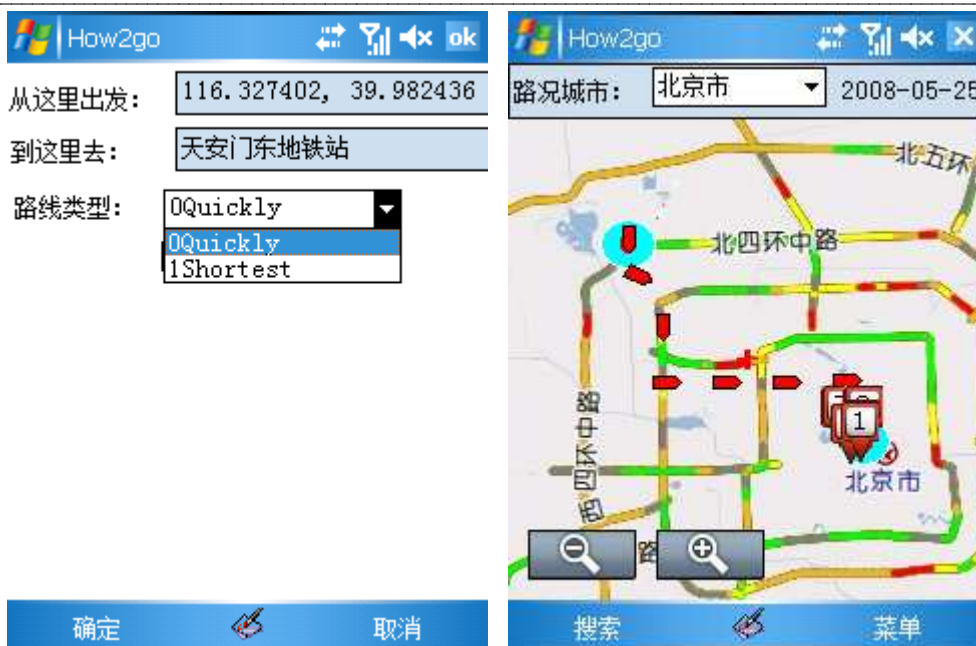 How2go
ok
从这里出发：
116.327402, 39.982436
到这里去：
天安门东地铁站
路线类型：
0Quickly
0Quickly
1Shortest
确定
取消
How2go
路况城市：
北京市
2008-05-25
北五环
北四环中路
西四环中路
1
北京市
路
搜索
菜单